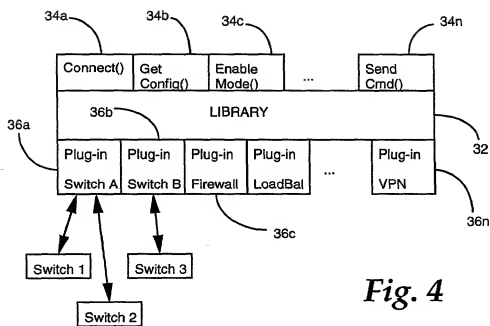 34a
34b
34c
34n
Connect()
Get
Config()
Enable
Mode()
...
Send
Cmd()
LIBRARY
36b
36a
32
Plug-in
Switch A
Plug-in
Switch B
Plug-in
Firewall
Plug-in
LoadBal
...
Plug-in
VPN
36n
36c
Switch 1
Switch 3
Switch 2
Fig. 4